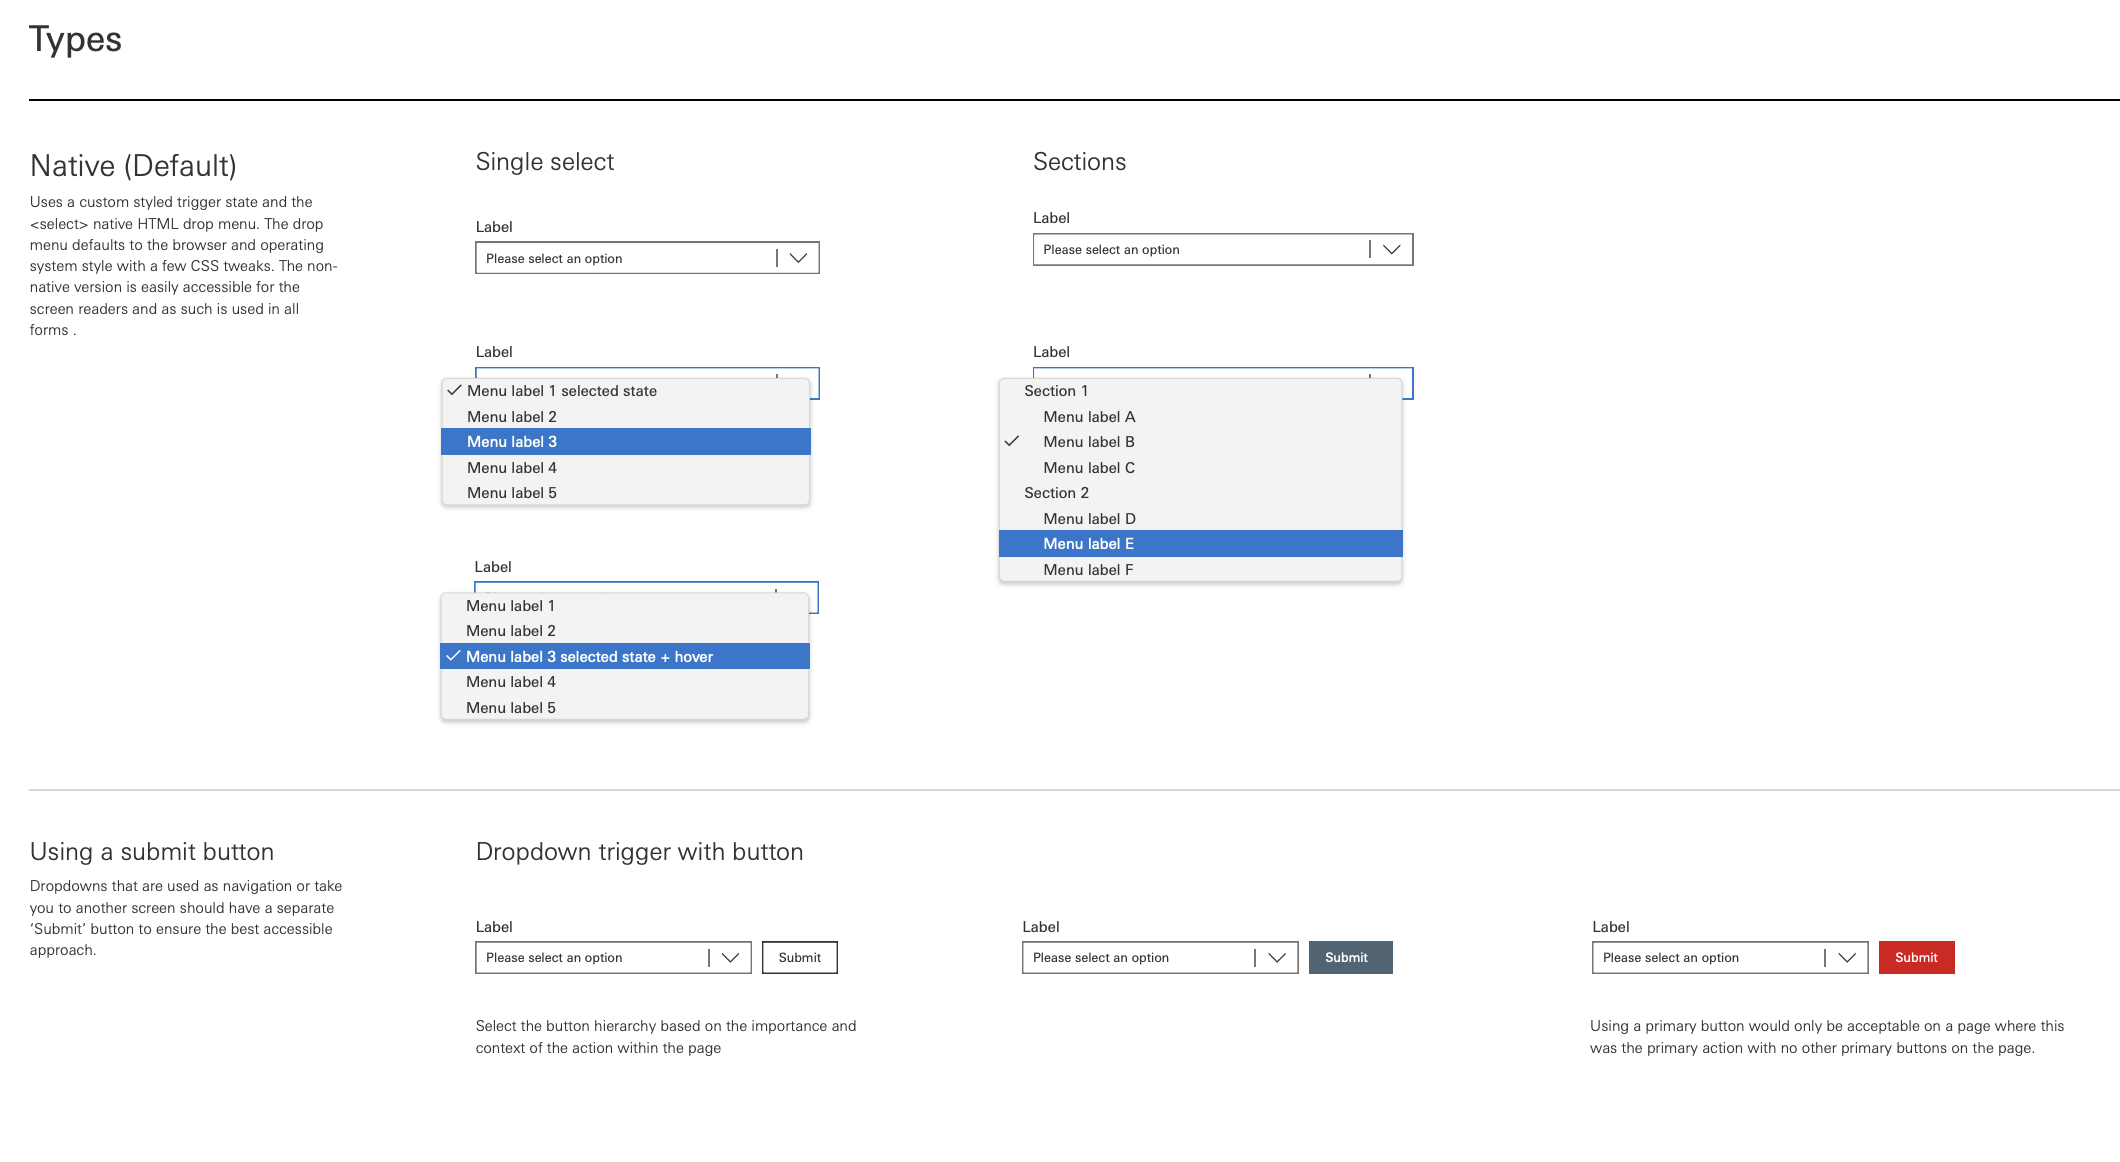 Types
Native (Default)
Uses a custom styled trigger state and the
<select> native HTML drop menu. The drop
menu defaults to the browser and operating
system style with a few CSS tweaks. The non-
native version is easily accessible for the
screen readers and as such is used in all
forms .
Single select
Label
Please select an option
Label
Menu label 1 selected state
Menu label 2
Menu label 3
Menu label 4
Menu label 5
Label
Menu label 1
Menu label 2
Menu label 3 selected state + hover
Menu label 4
Menu label 5
Sections
Label
Please select an option
Label
Section 1
Menu label A
Menu label B
Menu label C
Section 2
Menu label D
Menu label E
Menu label F
Using a submit button
Dropdowns that are used as navigation or take
you to another screen should have a separate
‘Submit’ button to ensure the best accessible
approach.
Dropdown trigger with button
Label
Please select an option
Submit
Select the button hierarchy based on the importance and
context of the action within the page
Label
Please select an option
Submit
Label
Please select an option
Submit
Using a primary button would only be acceptable on a page where this
was the primary action with no other primary buttons on the page.